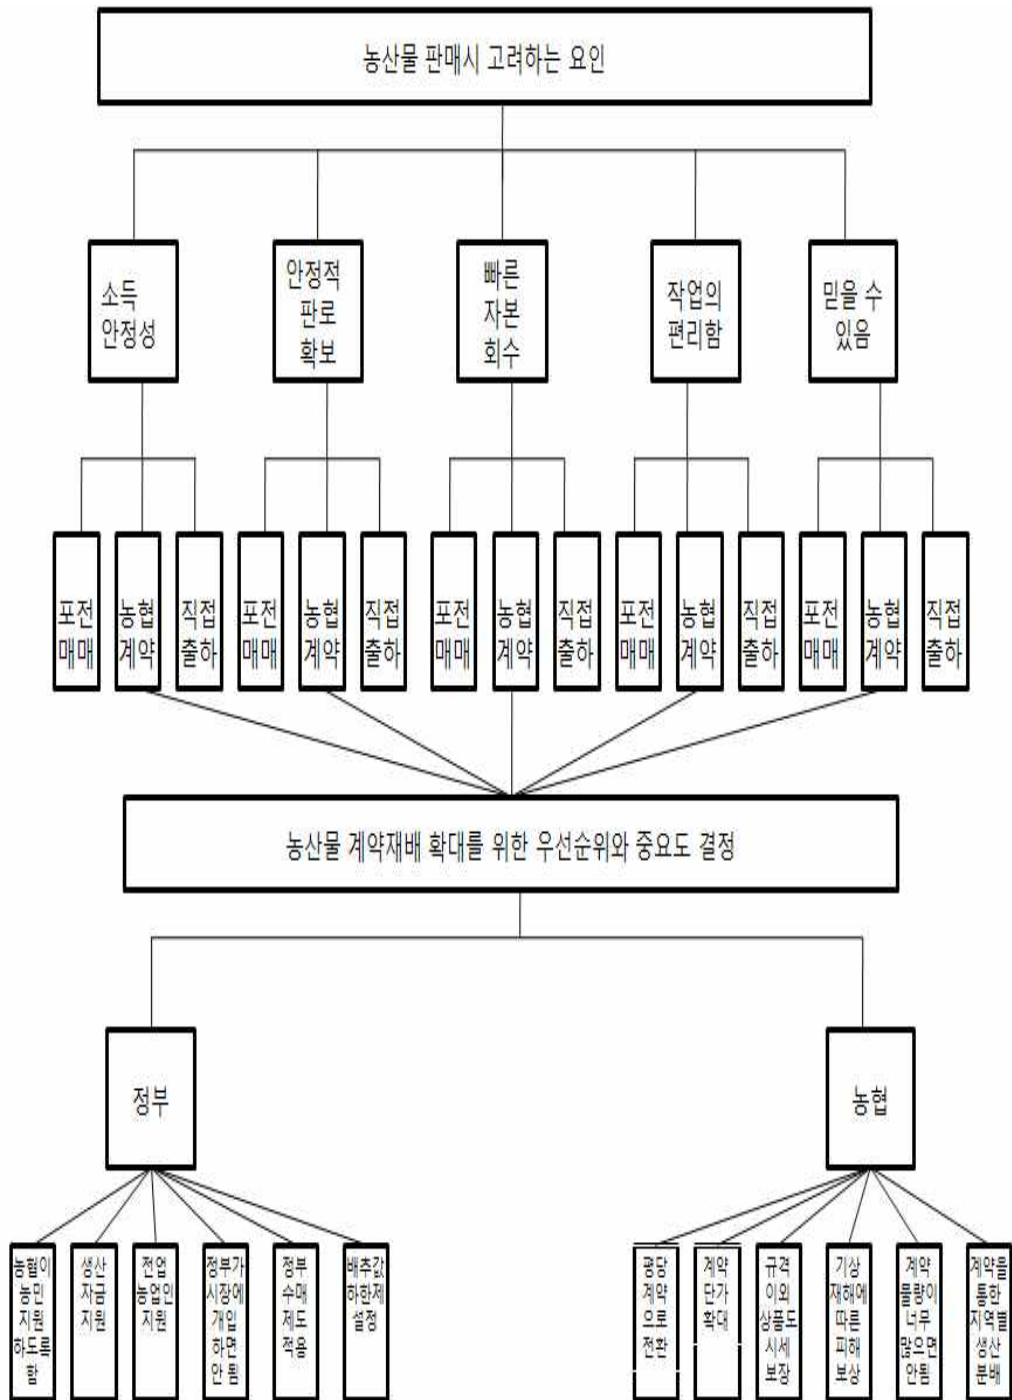 농산물 판매시 고려하는 요인
소득
안정성
안정적
판로
확보
빠른
자본
회수
작업의
편리함
믿을 수
있음
포전
매매
농협
계약
직접
출하
포전
매매
농협
계약
직접
출하
포전
매매
농협
계약
직접
출하
포전
매매
농협
계약
직접
출하
포전
매매
농협
계약
직접
출하
농산물 계약재배 확대를 위한 우선순위와 중요도 결정
정부
농협
농협이
농민
지원
하도록
함
생산
자금
지원
전업
농업인
지원
정부가
시장에
개입
하면
안 됨
정부
수매
제도
적용
배추값
하한제
설정
평당
계약
으로
전환
계약
단가
확대
규격
이외
상품도
시세
보장
기상
재해에
따른
피해
보상
계약
물량이
너무
많으면
안됨
계약을
통한
지역별
생산
분배